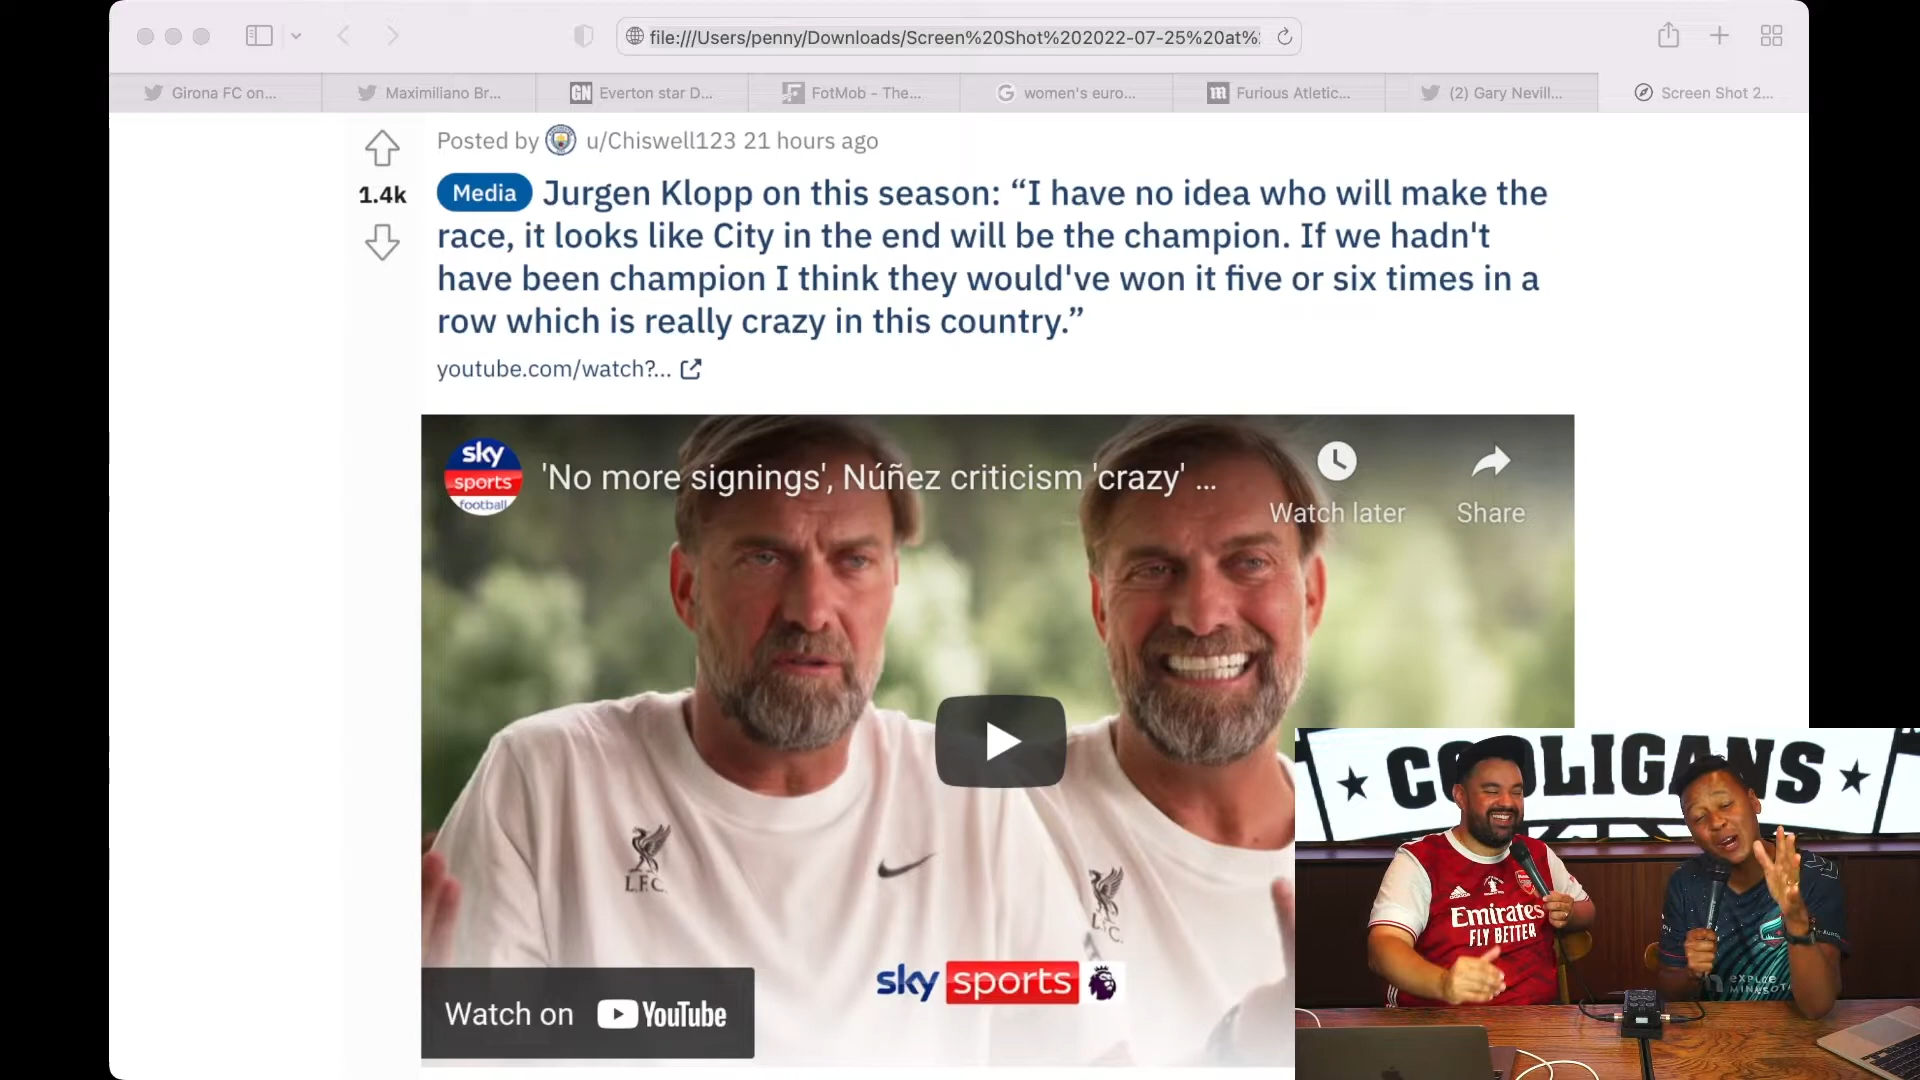 file:///Users/penny/Downloads/Screen%20Shot%202022-07-25%20at%
Girona FC on...
Maximiliano Br...
GN Everton star D...
FotMob - The...
women's euro...
m Furious Atletic...
(2) Gary Nevill...
Screen Shot 2...
Posted by u/Chiswell123 21 hours ago
1.4k
Media Jurgen Klopp on this season: “I have no idea who will make the
race, it looks like City in the end will be the champion. If we hadn't
have been champion I think they would've won it five or six times in a
row which is really crazy in this country.”
youtube.com/watch?...
sky
sports
football
'No more signings', Núñez criticism 'crazy' ...
Watch later
Share
L.F.C.
L.F.C.
sky sports
Watch on YouTube
COOLIGANS
Emirates
FLY BETTER
EXPLORE